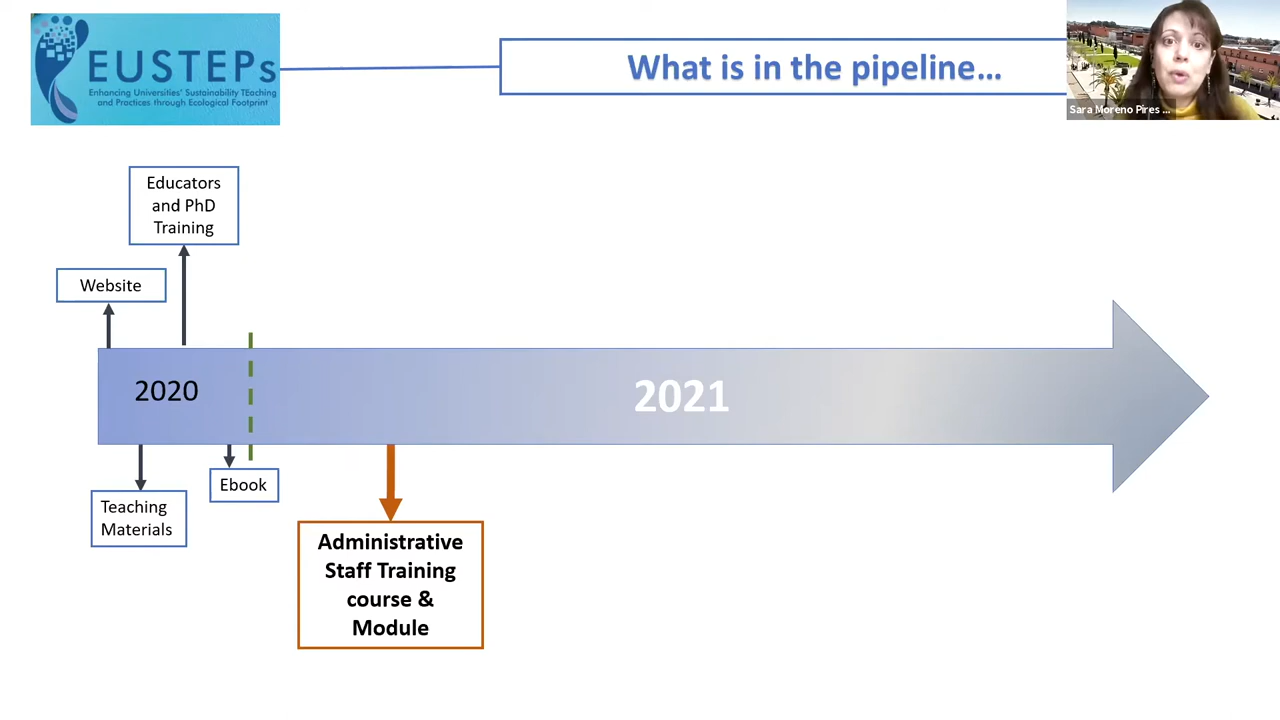 EUSTEPs
Enhancing Universities' Sustainability TEaching
and Practices through Ecological Footprint
What is in the pipeline...
Sara Moreno Pires ...
Educators
and PhD
Training
Website
2020
2021
Teaching
Materials
Ebook
Administrative
Staff Training
course &
Module